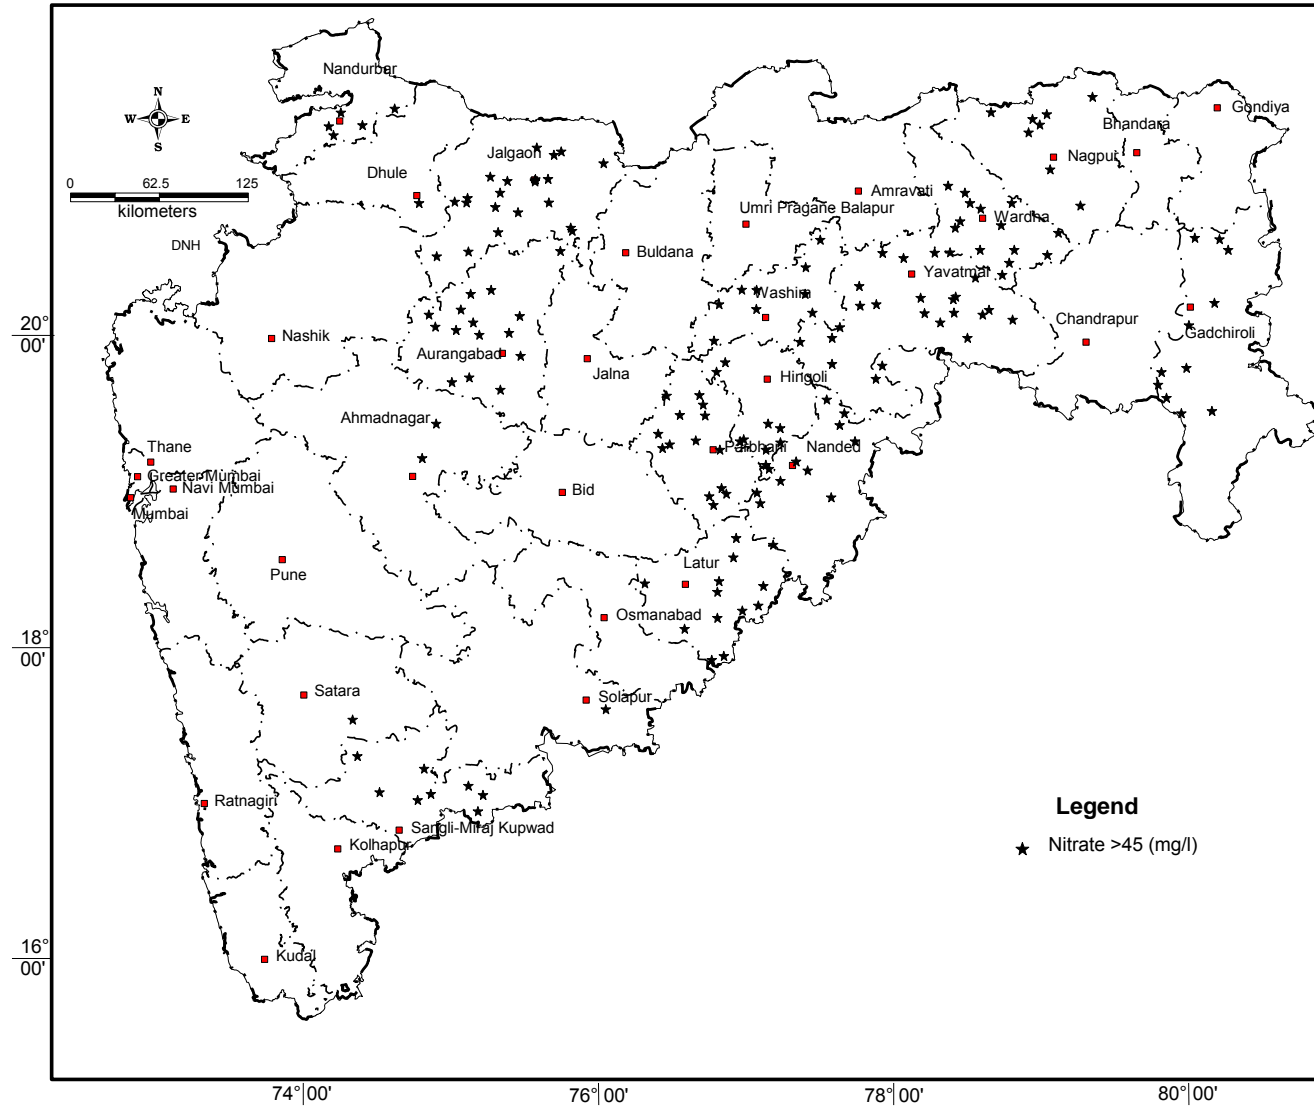 Nandurbar
N
W
E
S
Gondiya
Bhandara
Jalgaon
Nagpur
Dhule
0
62.5
125
kilometers
Amravati
Umri Pragane Balapur
Wardha
DNH
Buldana
Yavatmal
Washim
20°
00'
Nashik
Chandrapur
Gadchiroli
Aurangabad
Jalna
Hingoli
Ahmadnagar
Thane
Parbhani
Nanded
Greater Mumbai
Navi Mumbai
Bid
Mumbai
Latur
Pune
Osmanabad
18°
00'
Satara
Solapur
Ratnagiri
Legend
Sangli-Miraj Kupwad
Kolhapur
Nitrate >45 (mg/l)
16°
00'
Kudal
74°00'
76°00'
78°00'
80°00'